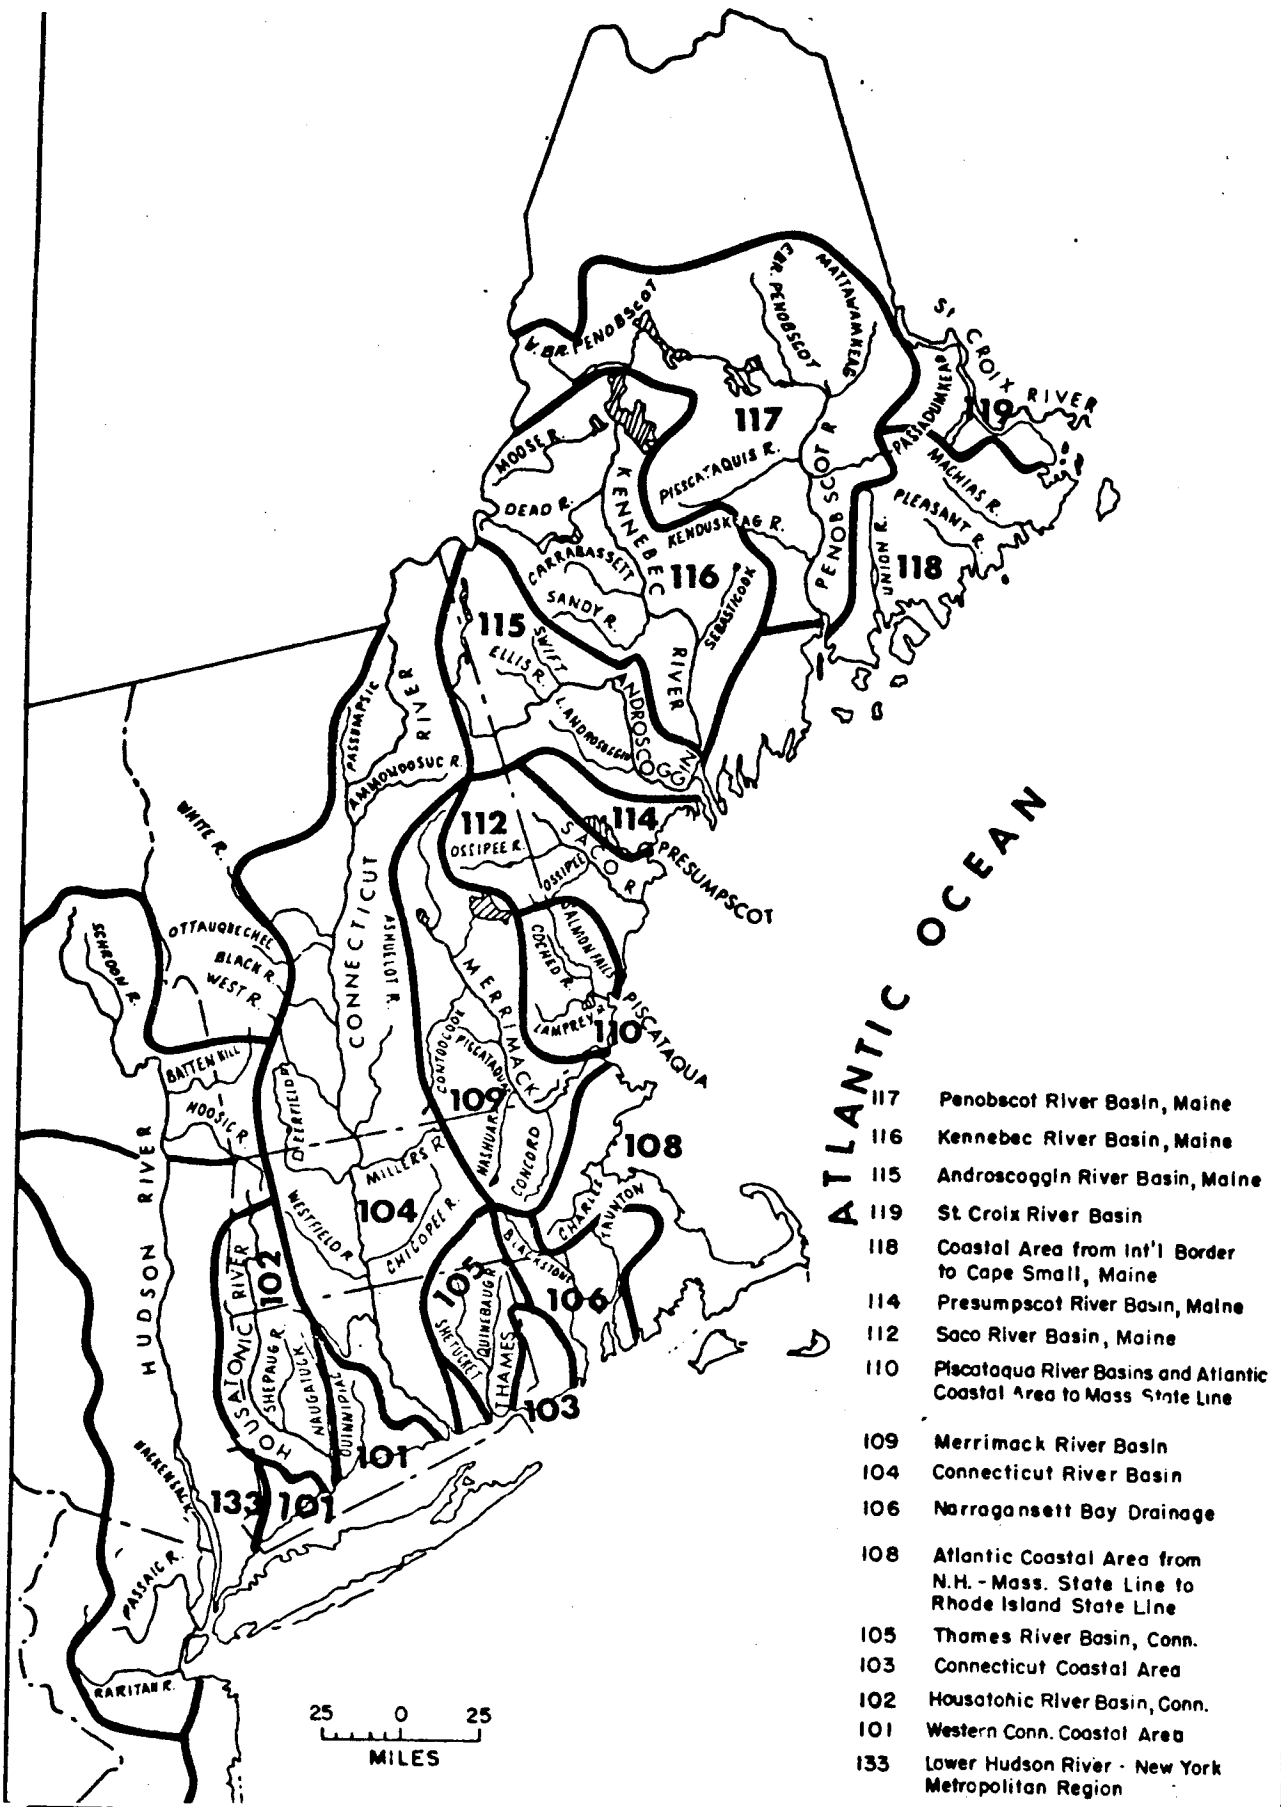 E BR. PENOBSCOT
MATTAWAMKEAG
W. BR. PENOBSCOT
ST CROIX RIVER
PASSADUMKEAG
119
117
MOOSE R.
PISSCATAQUIS R.
PENOBSCOT R
MACHIAS R.
PLEASANT R.
DEAD R.
KENNEBEC RIVER
KENDUSKEAG R.
UNION R.
118
CARRABASSETT
116
SANDY R.
SEBASTICOOK
115
SWIFT
ELLIS R.
ANDROSCOGGIN
L. ANDROSCOGGIN
PASSUMPSIC
RIVER
AMMONOOSUC R.
WHITE R.
112
114
OSSIPEE R.
SACO R
OSSIPEE
PRESUMPSCOT
CONNECTICUT
ASHUELOT R.
SCHROON R.
OTTAUQUECHEE
BLACK R.
WEST R.
MERRIMACK
COCHECO R.
SALMON FALLS
LAMPREY R.
110
PISCATAQUA
CONTOOCOOK
PISCATAQUA
109
BATTEN KILL
HOOSIC R.
DEERFIELD
NASHUA R.
CONCORD
108
MILLERS R.
104
WESTFIELD R.
CHICOPEE R.
CHARLES
TAUNTON
BLACKSTONE
HUDSON RIVER
HOUSATONIC RIVER
102
105
106
QUINEBAUG R.
SHETUCKET
THAMES
SHEPAUG R.
NAUGATUCK
QUINNIPIAC
103
101
133
101
HACKENSACK
PASSAIC R.
RARITAN R.
ATLANTIC OCEAN
25 0 25
MILES
117 Penobscot River Basin, Maine
116 Kennebec River Basin, Maine
115 Androscoggin River Basin, Maine
119 St. Croix River Basin
118 Coastal Area from Int'l Border
to Cape Small, Maine
114 Presumpscot River Basin, Maine
112 Saco River Basin, Maine
110 Piscataqua River Basins and Atlantic
Coastal Area to Mass State Line
109 Merrimack River Basin
104 Connecticut River Basin
106 Narragansett Bay Drainage
108 Atlantic Coastal Area from
N.H. - Mass. State Line to
Rhode Island State Line
105 Thames River Basin, Conn.
103 Connecticut Coastal Area
102 Housatonic River Basin, Conn.
101 Western Conn. Coastal Area
133 Lower Hudson River - New York
Metropolitan Region